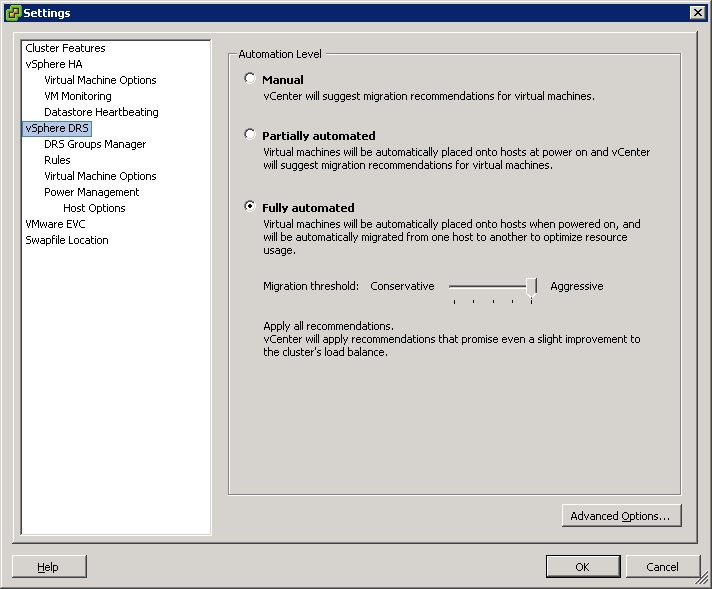 Settings
Cluster Features
vSphere HA
Virtual Machine Options
VM Monitoring
Datastore Heartbeating
vSphere DRS
DRS Groups Manager
Rules
Virtual Machine Options
Power Management
Host Options
VMware EVC
Swapfile Location
Automation Level
Manual
vCenter will suggest migration recommendations for virtual machines.
Partially automated
Virtual machines will be automatically placed onto hosts at power on and vCenter
will suggest migration recommendations for virtual machines.
Fully automated
Virtual machines will be automatically placed onto hosts when powered on, and
will be automatically migrated from one host to another to optimize resource
usage.
Migration threshold: Conservative Aggressive
Apply all recommendations.
vCenter will apply recommendations that promise even a slight improvement to
the cluster's load balance.
Advanced Options...
Help OK Cancel